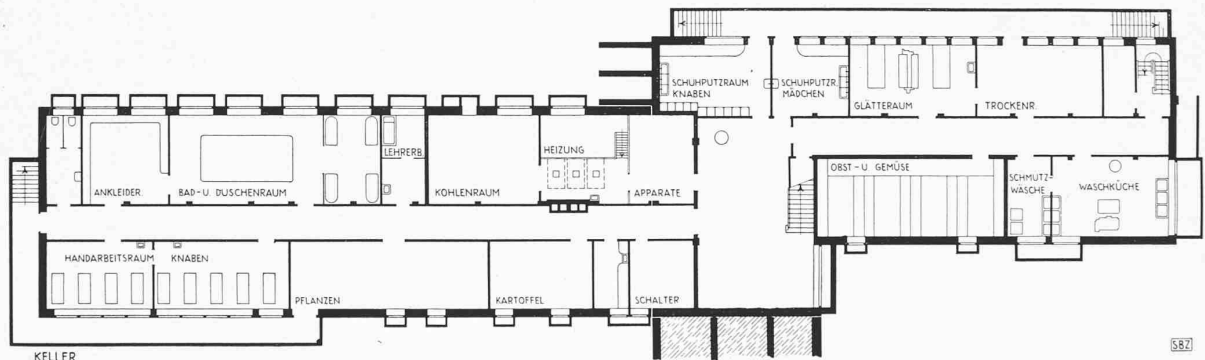 SCHUHPUTZRAUM
KNABEN
SCHUHPUTZR.
MÄDCHEN
GLÄTTERAUM
TROCKENR.
ANKLEIDER.
BAD- U. DUSCHENRAUM
LEHRERB.
KOHLENRAUM
HEIZUNG
APPARATE
OBST - U GEMÜSE
SCHMUTZ-
WÄSCHE
WASCHKÜCHE
HANDARBEITSRAUM
KNABEN
PFLANZEN
KARTOFFEL
SCHALTER
KELLER
SBZ